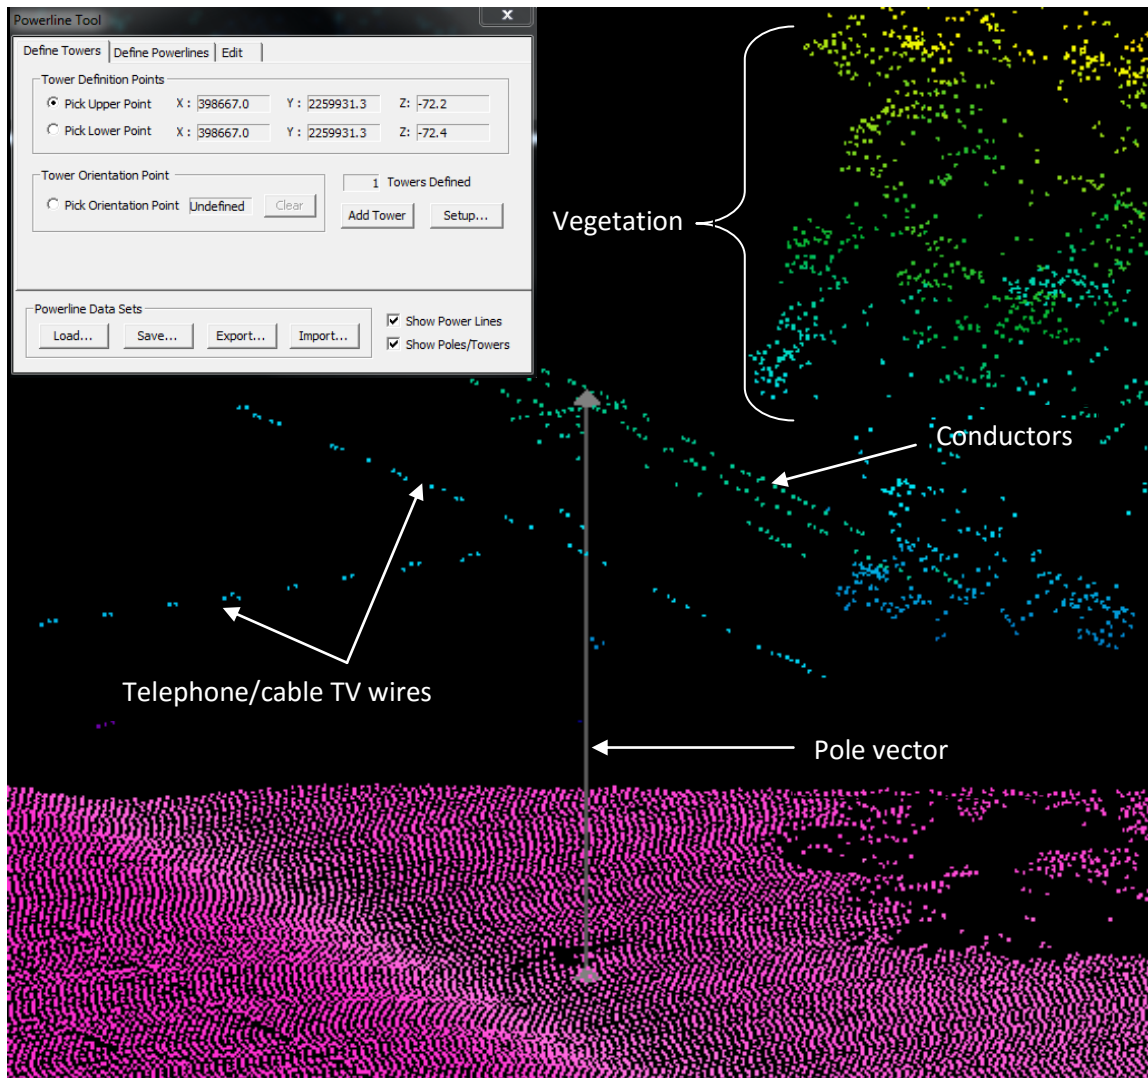 Powerline Tool
x
Define Towers Define Powerlines Edit
Tower Definition Points
Pick Upper Point X : 398667.0 Y : 2259931.3 Z: -72.2
Pick Lower Point X : 398667.0 Y : 2259931.3 Z: -72.4
Tower Orientation Point
Pick Orientation Point Undefined Clear
1 Towers Defined
Add Tower Setup...
Powerline Data Sets
Load... Save... Export... Import...
Show Power Lines
Show Poles/Towers
Vegetation
Conductors
Telephone/cable TV wires
Pole vector